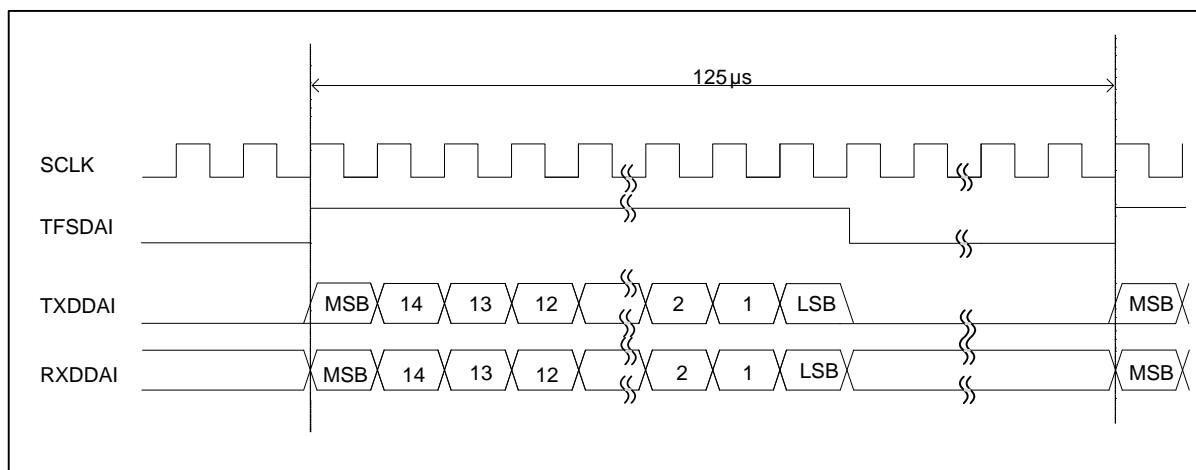 125µs
SCLK
TFSDAI
TXDDAI MSB 14 13 12 2 1 LSB MSB
RXDDAI MSB 14 13 12 2 1 LSB MSB